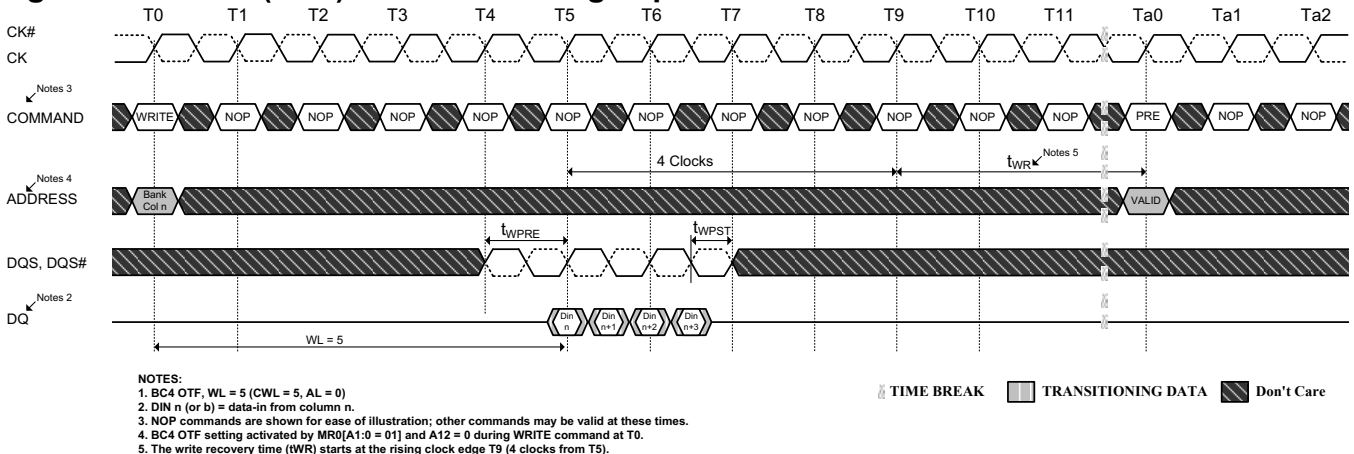 T0 T1 T2 T3 T4 T5 T6 T7 T8 T9 T10 T11 Ta0 Ta1 Ta2
CK#
CK
Notes 3
COMMAND
WRITE NOP NOP NOP NOP NOP NOP NOP NOP NOP NOP NOP PRE NOP NOP
4 Clocks
tWR Notes 5
Notes 4
ADDRESS
Bank
Col n
VALID
tWPRE tWPST
DQS, DQS#
Notes 2
DQ
Din
n
Din
n+1
Din
n+2
Din
n+3
WL = 5
NOTES:
1. BC4 OTF, WL = 5 (CWL = 5, AL = 0)
2. DIN n (or b) = data-in from column n.
3. NOP commands are shown for ease of illustration; other commands may be valid at these times.
4. BC4 OTF setting activated by MR0[A1:0 = 01] and A12 = 0 during WRITE command at T0.
5. The write recovery time (tWR) starts at the rising clock edge T9 (4 clocks from T5).
TIME BREAK TRANSITIONING DATA Don't Care